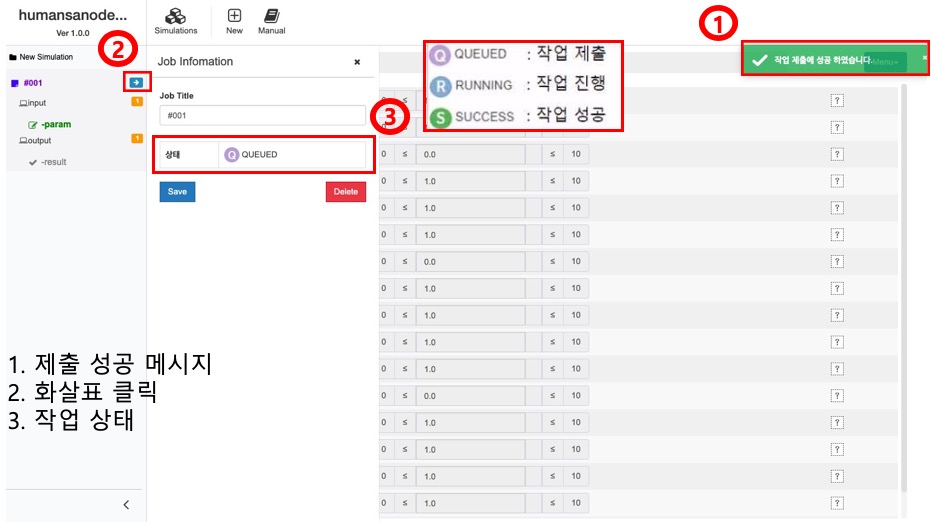 humansanode...
Ver 1.0.0
Simulations
New
Manual
1
2
3
New Simulation
#001
input
1
-param
output
1
-result
Job Infomation
×
Job Title
#001
상태
Q QUEUED
Save
Delete
Q QUEUED : 작업 제출
R RUNNING : 작업 진행
S SUCCESS : 작업 성공
작업 제출에 성공 하였습니다.
Menu
×
0 ≤
?
?
0 ≤ 0.0 ≤ 10 ?
0 ≤ 1.0 ≤ 10 ?
0 ≤ 1.0 ≤ 10 ?
0 ≤ 1.0 ≤ 10 ?
0 ≤ 0.0 ≤ 10 ?
0 ≤ 1.0 ≤ 10 ?
0 ≤ 1.0 ≤ 10 ?
0 ≤ 1.0 ≤ 10 ?
0 ≤ 1.0 ≤ 10 ?
0 ≤ 0.0 ≤ 10 ?
0 ≤ 1.0 ≤ 10 ?
0 ≤ 1.0 ≤ 10 ?
0 ≤ 1.0 ≤ 10 ?
0 ≤ 1.0 ≤ 10 ?
1. 제출 성공 메시지
2. 화살표 클릭
3. 작업 상태